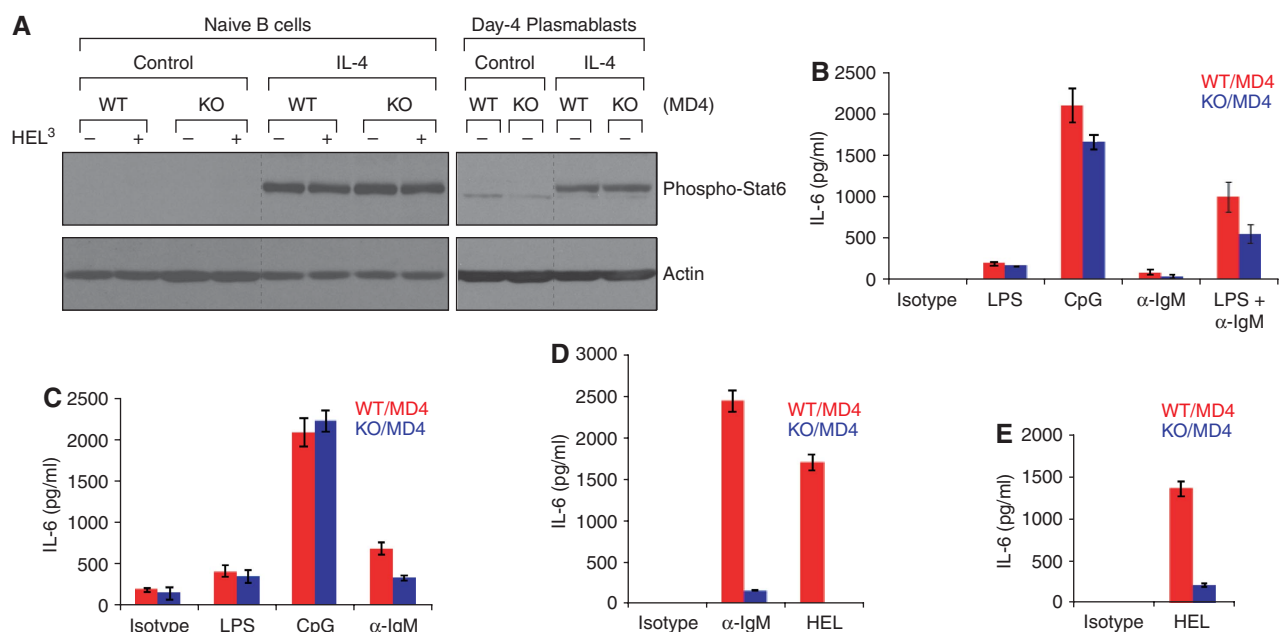 A
Naive B cells
Day-4 Plasmablasts
Control
IL-4
Control
IL-4
WT
KO
WT
KO
WT
KO
WT
KO
(MD4)
HEL³
– + – + – + – + – – – –
Phospho-Stat6
Actin
B
WT/MD4
KO/MD4
IL-6 (pg/ml)
2500
2000
1500
1000
500
0
Isotype
LPS
CpG
α-IgM
LPS +
α-IgM
C
WT/MD4
KO/MD4
IL-6 (pg/ml)
2500
2000
1500
1000
500
0
Isotype
LPS
CpG
α-IgM
D
WT/MD4
KO/MD4
IL-6 (pg/ml)
3000
2500
2000
1500
1000
500
0
Isotype
α-IgM
HEL
E
WT/MD4
KO/MD4
IL-6 (pg/ml)
2000
1500
1000
500
0
Isotype
HEL